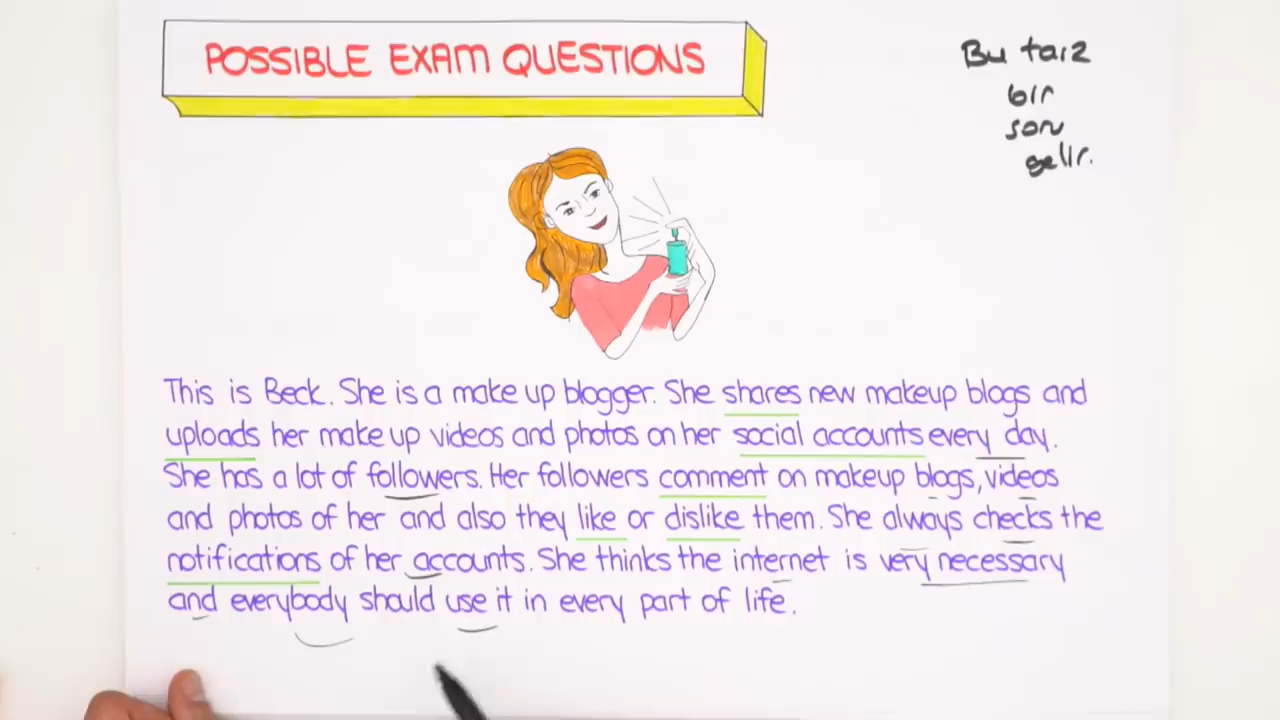 POSSIBLE EXAM QUESTIONS
Bu tarz
bir
soru
gelir.
This is Beck. She is a make up blogger. She shares new makeup blogs and
uploads her make up videos and photos on her social accounts every day.
She has a lot of followers. Her followers comment on makeup blogs, videos
and photos of her and also they like or dislike them. She always checks the
notifications of her accounts. She thinks the internet is very necessary
and everybody should use it in every part of life.